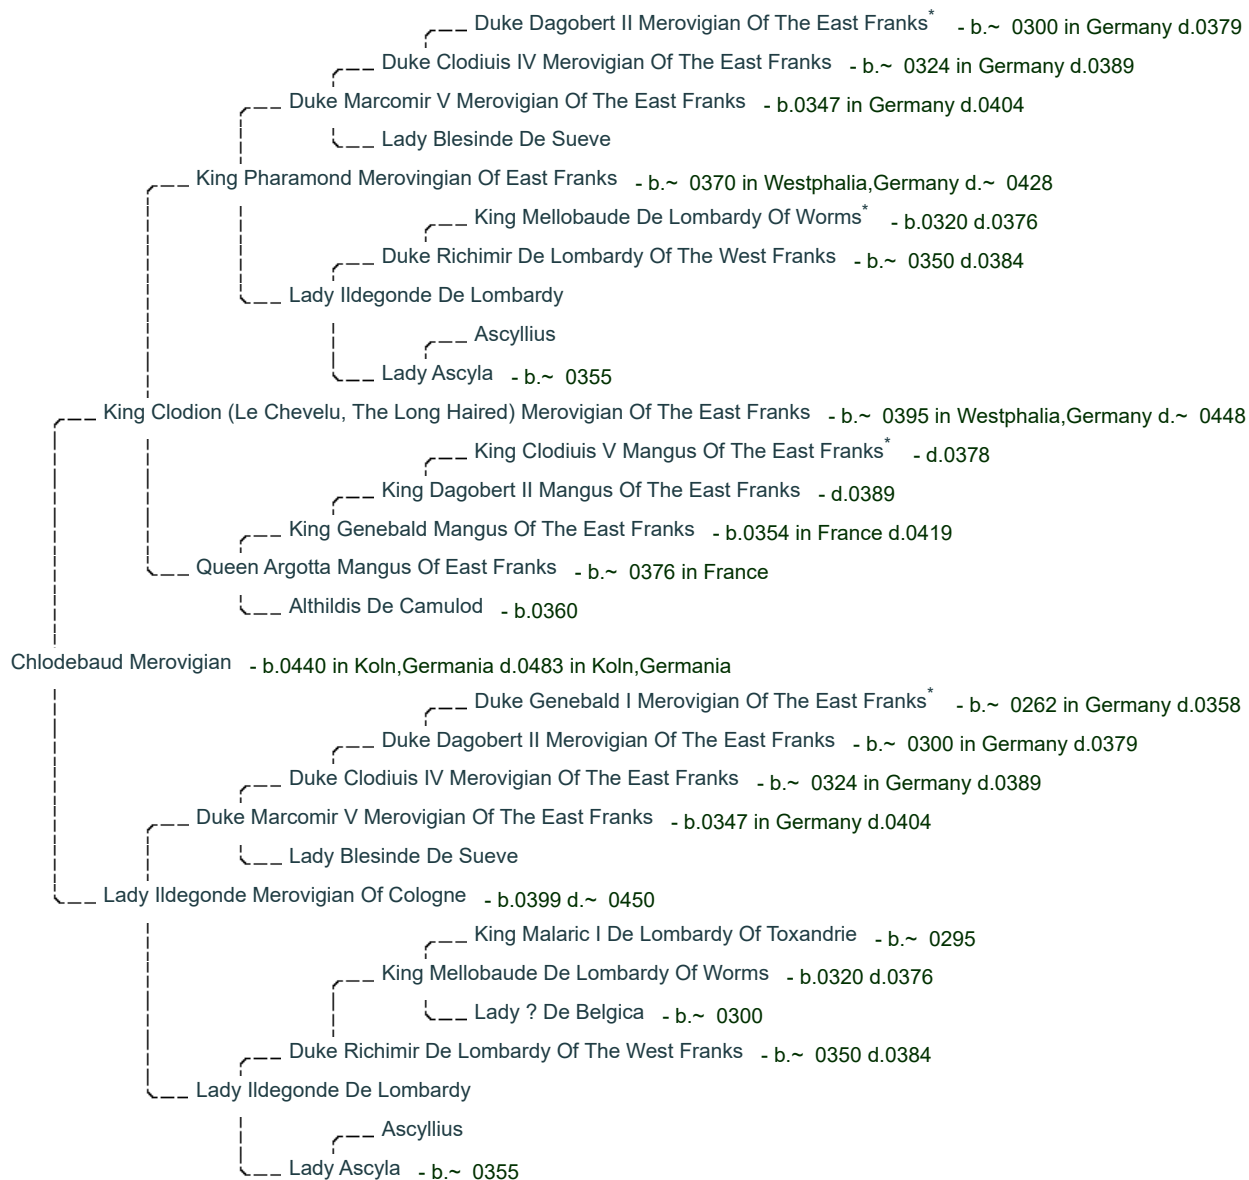 Duke Dagobert II Merovigian Of The East Franks* - b.~ 0300 in Germany d.0379
Duke Clodiuis IV Merovigian Of The East Franks - b.~ 0324 in Germany d.0389
Duke Marcomir V Merovigian Of The East Franks - b.0347 in Germany d.0404
Lady Blesinde De Sueve
King Pharamond Merovingian Of East Franks - b.~ 0370 in Westphalia,Germany d.~ 0428
King Mellobaude De Lombardy Of Worms* - b.0320 d.0376
Duke Richimir De Lombardy Of The West Franks - b.~ 0350 d.0384
Lady Ildegonde De Lombardy
Ascyllius
Lady Ascyla - b.~ 0355
King Clodion (Le Chevelu, The Long Haired) Merovigian Of The East Franks - b.~ 0395 in Westphalia,Germany d.~ 0448
King Clodiuis V Mangus Of The East Franks* - d.0378
King Dagobert II Mangus Of The East Franks - d.0389
King Genebald Mangus Of The East Franks - b.0354 in France d.0419
Queen Argotta Mangus Of East Franks - b.~ 0376 in France
Althildis De Camulod - b.0360
Chlodebaud Merovigian - b.0440 in Koln,Germania d.0483 in Koln,Germania
Duke Genebald I Merovigian Of The East Franks* - b.~ 0262 in Germany d.0358
Duke Dagobert II Merovigian Of The East Franks - b.~ 0300 in Germany d.0379
Duke Clodiuis IV Merovigian Of The East Franks - b.~ 0324 in Germany d.0389
Duke Marcomir V Merovigian Of The East Franks - b.0347 in Germany d.0404
Lady Blesinde De Sueve
Lady Ildegonde Merovigian Of Cologne - b.0399 d.~ 0450
King Malaric I De Lombardy Of Toxandrie - b.~ 0295
King Mellobaude De Lombardy Of Worms - b.0320 d.0376
Lady ? De Belgica - b.~ 0300
Duke Richimir De Lombardy Of The West Franks - b.~ 0350 d.0384
Lady Ildegonde De Lombardy
Ascyllius
Lady Ascyla - b.~ 0355